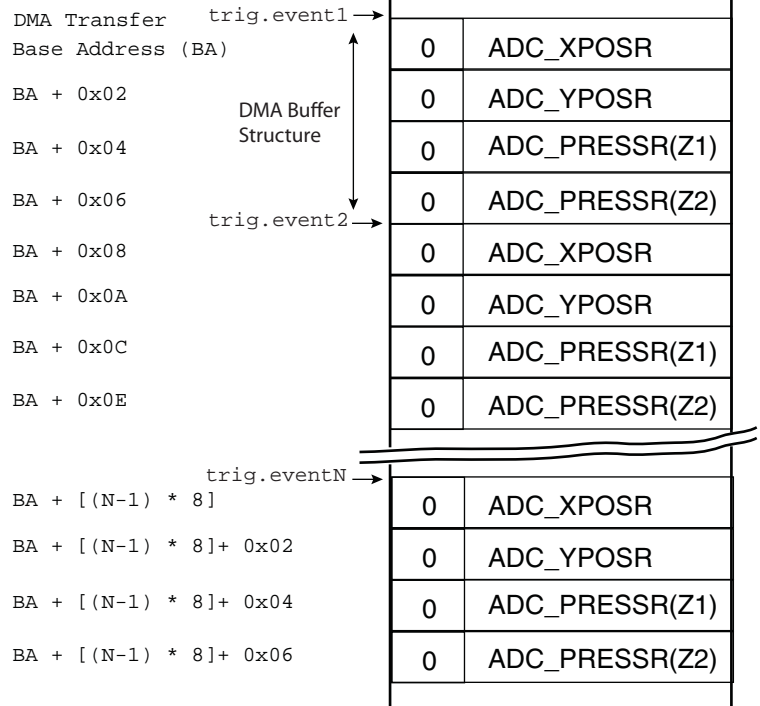 DMA Transfer trig.event1
Base Address (BA) 0 ADC_XPOSR
BA + 0x02 0 ADC_YPOSR
DMA Buffer
Structure
BA + 0x04 0 ADC_PRESSR(Z1)
BA + 0x06 0 ADC_PRESSR(Z2)
trig.event2
BA + 0x08 0 ADC_XPOSR
BA + 0x0A 0 ADC_YPOSR
BA + 0x0C 0 ADC_PRESSR(Z1)
BA + 0x0E 0 ADC_PRESSR(Z2)
trig.eventN
BA + [(N-1) * 8] 0 ADC_XPOSR
BA + [(N-1) * 8]+ 0x02 0 ADC_YPOSR
BA + [(N-1) * 8]+ 0x04 0 ADC_PRESSR(Z1)
BA + [(N-1) * 8]+ 0x06 0 ADC_PRESSR(Z2)